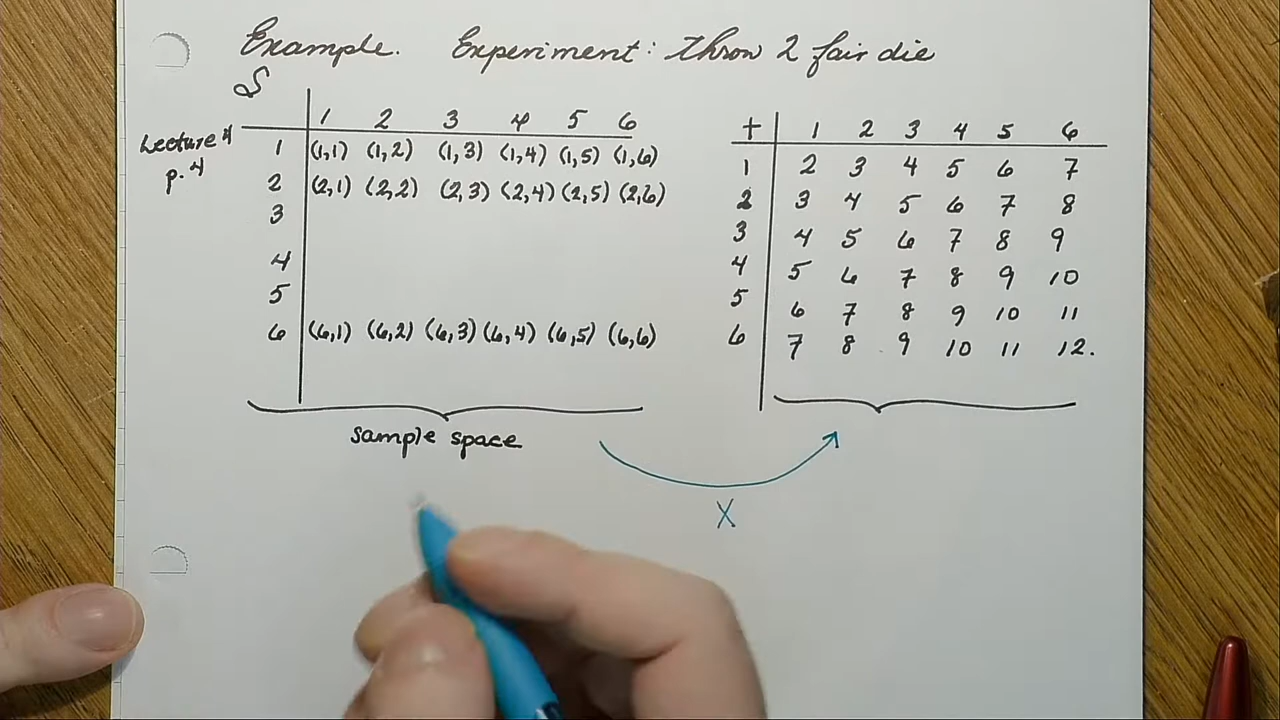 Example. Experiment: throw 2 fair die
S
1 2 3 4 5 6
Lecture 4
p. 4
1 (1,1) (1,2) (1,3) (1,4) (1,5) (1,6)
2 (2,1) (2,2) (2,3) (2,4) (2,5) (2,6)
3
4
5
6 (6,1) (6,2) (6,3) (6,4) (6,5) (6,6)
sample space
+ 1 2 3 4 5 6
1 2 3 4 5 6 7
2 3 4 5 6 7 8
3 4 5 6 7 8 9
4 5 6 7 8 9 10
5 6 7 8 9 10 11
6 7 8 9 10 11 12.
X